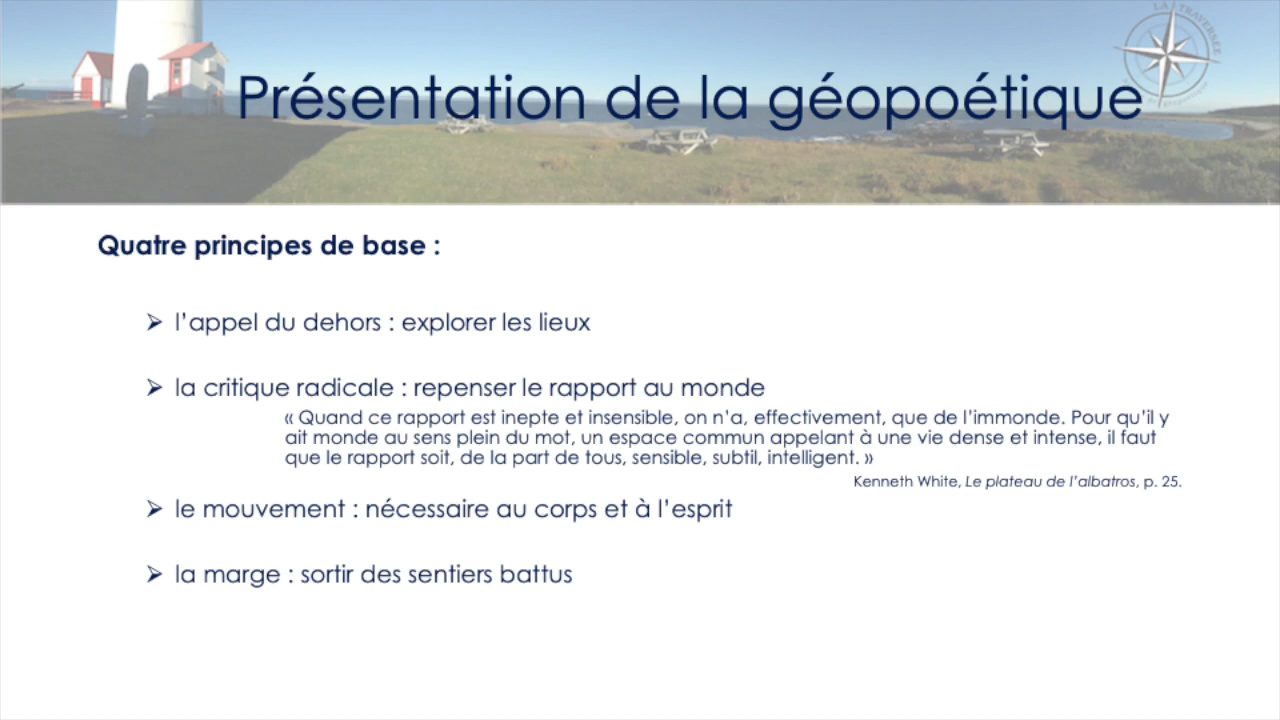 LA TRAVERSÉE
Présentation de la géopoétique
Quatre principes de base :
➢ l’appel du dehors : explorer les lieux
➢ la critique radicale : repenser le rapport au monde
« Quand ce rapport est inepte et insensible, on n’a, effectivement, que de l’immonde. Pour qu’il y
ait monde au sens plein du mot, un espace commun appelant à une vie dense et intense, il faut
que le rapport soit, de la part de tous, sensible, subtil, intelligent. »
Kenneth White, Le plateau de l’albatros, p. 25.
➢ le mouvement : nécessaire au corps et à l’esprit
➢ la marge : sortir des sentiers battus